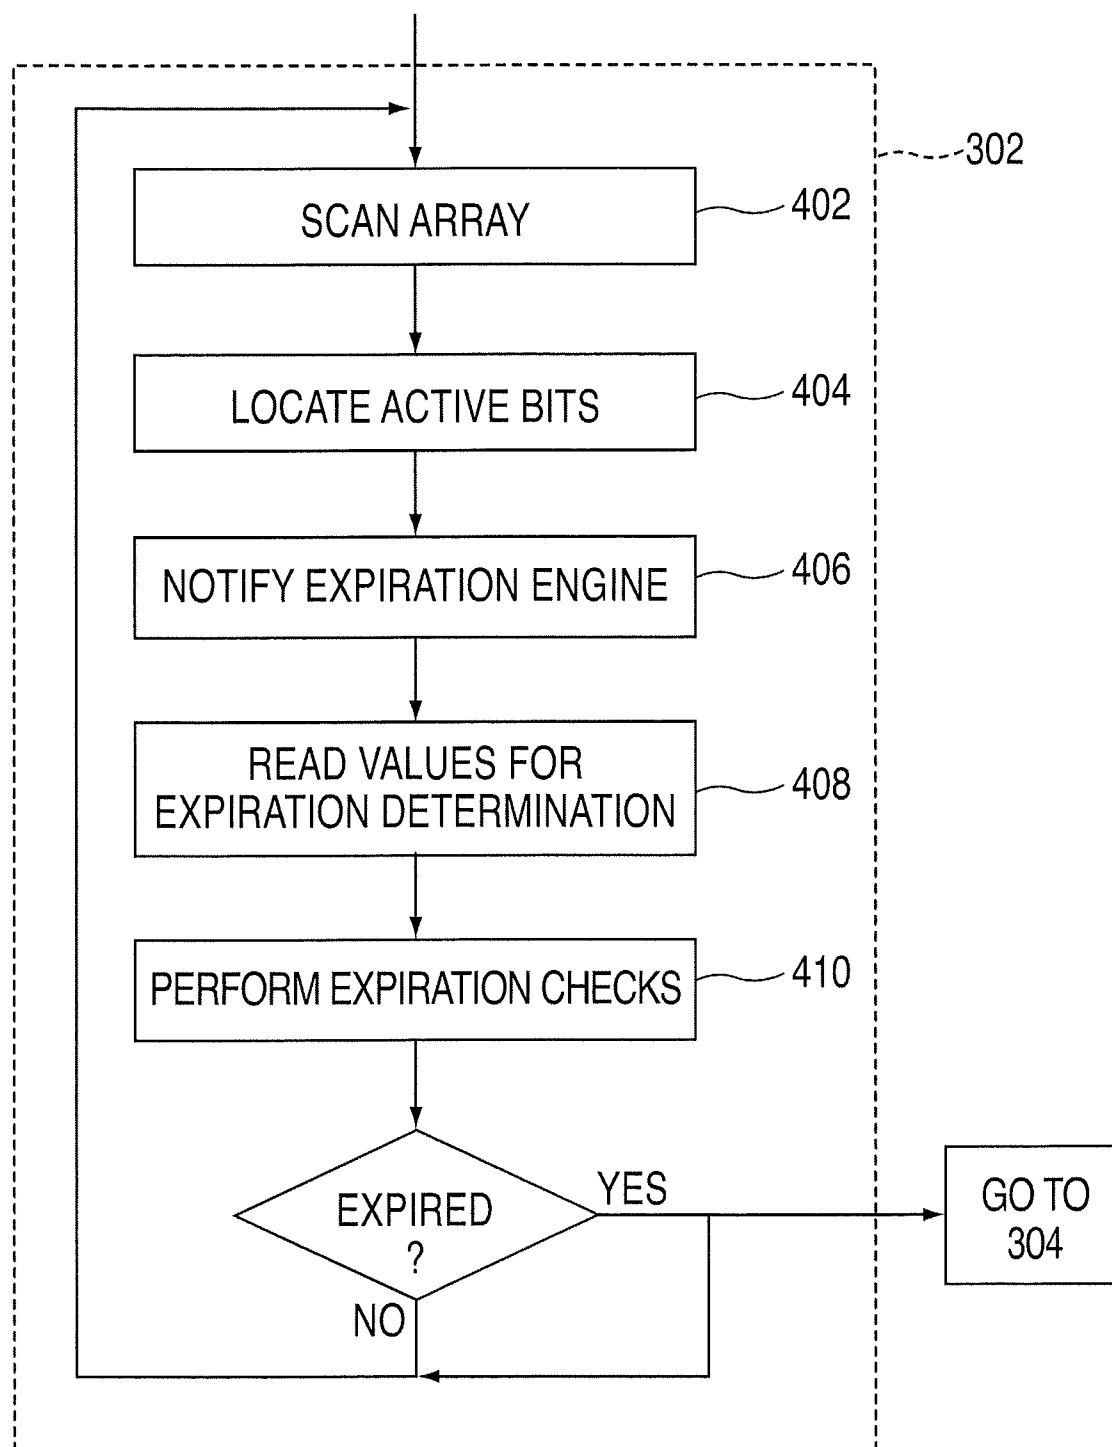 302
SCAN ARRAY
402
LOCATE ACTIVE BITS
404
NOTIFY EXPIRATION ENGINE
406
READ VALUES FOR
EXPIRATION DETERMINATION
408
PERFORM EXPIRATION CHECKS
410
EXPIRED
?
YES
NO
GO TO
304